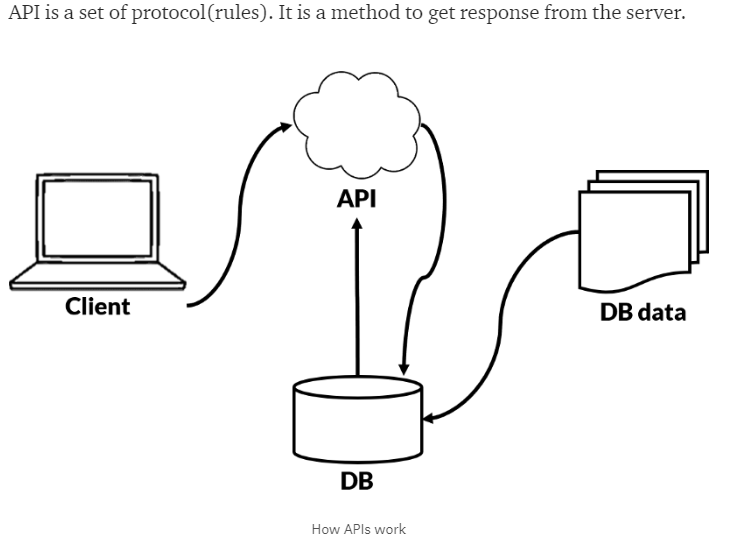 API is a set of protocol(rules). It is a method to get response from the server.
API
Client
DB data
DB
How APIs work